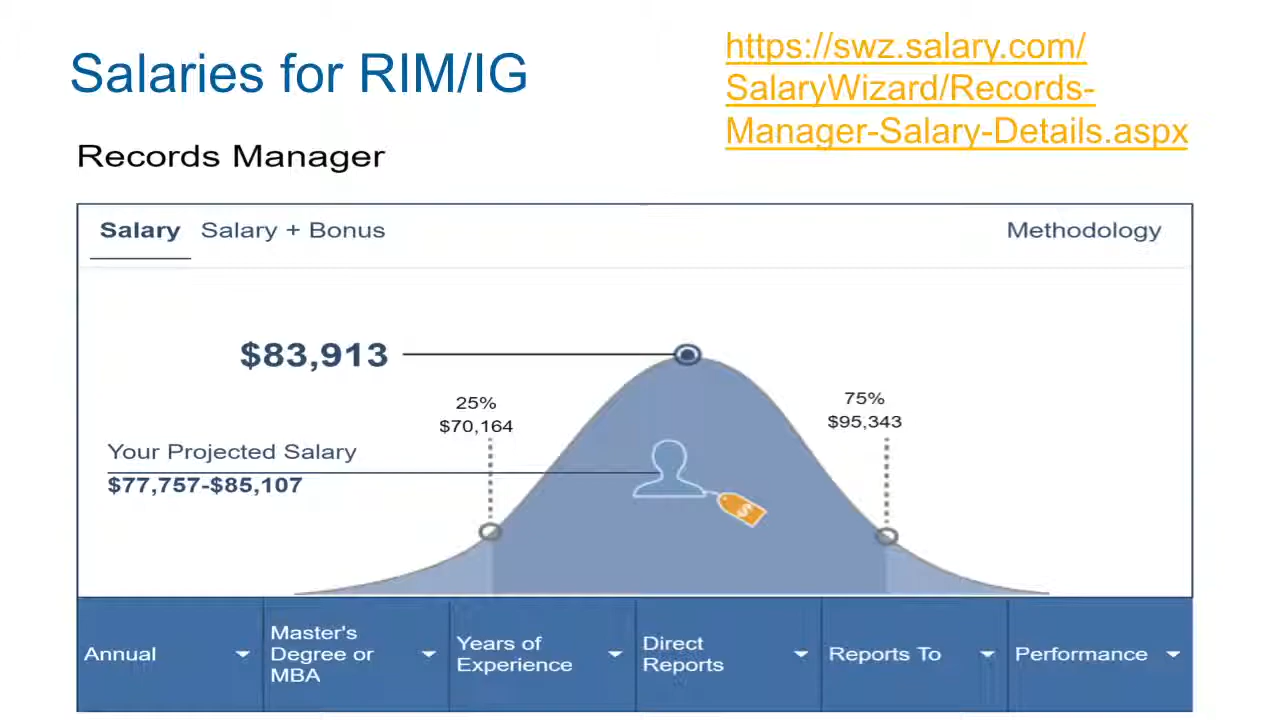 Salaries for RIM/IG
https://swz.salary.com/
SalaryWizard/Records-
Manager-Salary-Details.aspx
Records Manager
Salary Salary + Bonus Methodology
$83,913
25%
$70,164
75%
$95,343
Your Projected Salary
$77,757-$85,107
$
Annual
Master's
Degree or
MBA
Years of
Experience
Direct
Reports
Reports To
Performance